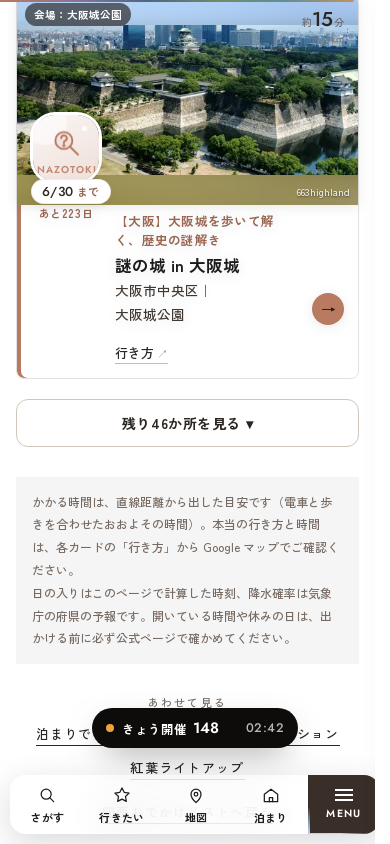 会場：大阪城公園
約15分
NAZOTOKI
6/30 まで
663highland
あと223日
【大阪】大阪城を歩いて解
く、歴史の謎解き
謎の城 in 大阪城
大阪市中央区｜
大阪城公園
→
行き方 ↗
残り46か所を見る ▾
かかる時間は、直線距離から出した目安です（電車と歩
きを合わせたおおよその時間）。本当の行き方と時間
は、各カードの「行き方」から Google マップでご確認く
ださい。
日の入りはこのページで計算した時刻、降水確率は気象
庁の府県の予報です。開いている時間や休みの日は、出
かける前に必ず公式ページで確かめてください。
あわせて見る
泊まりで
ション
きょう開催 148 02:42
紅葉ライトアップ
さがす
行きたい
地図
泊まり
MENU